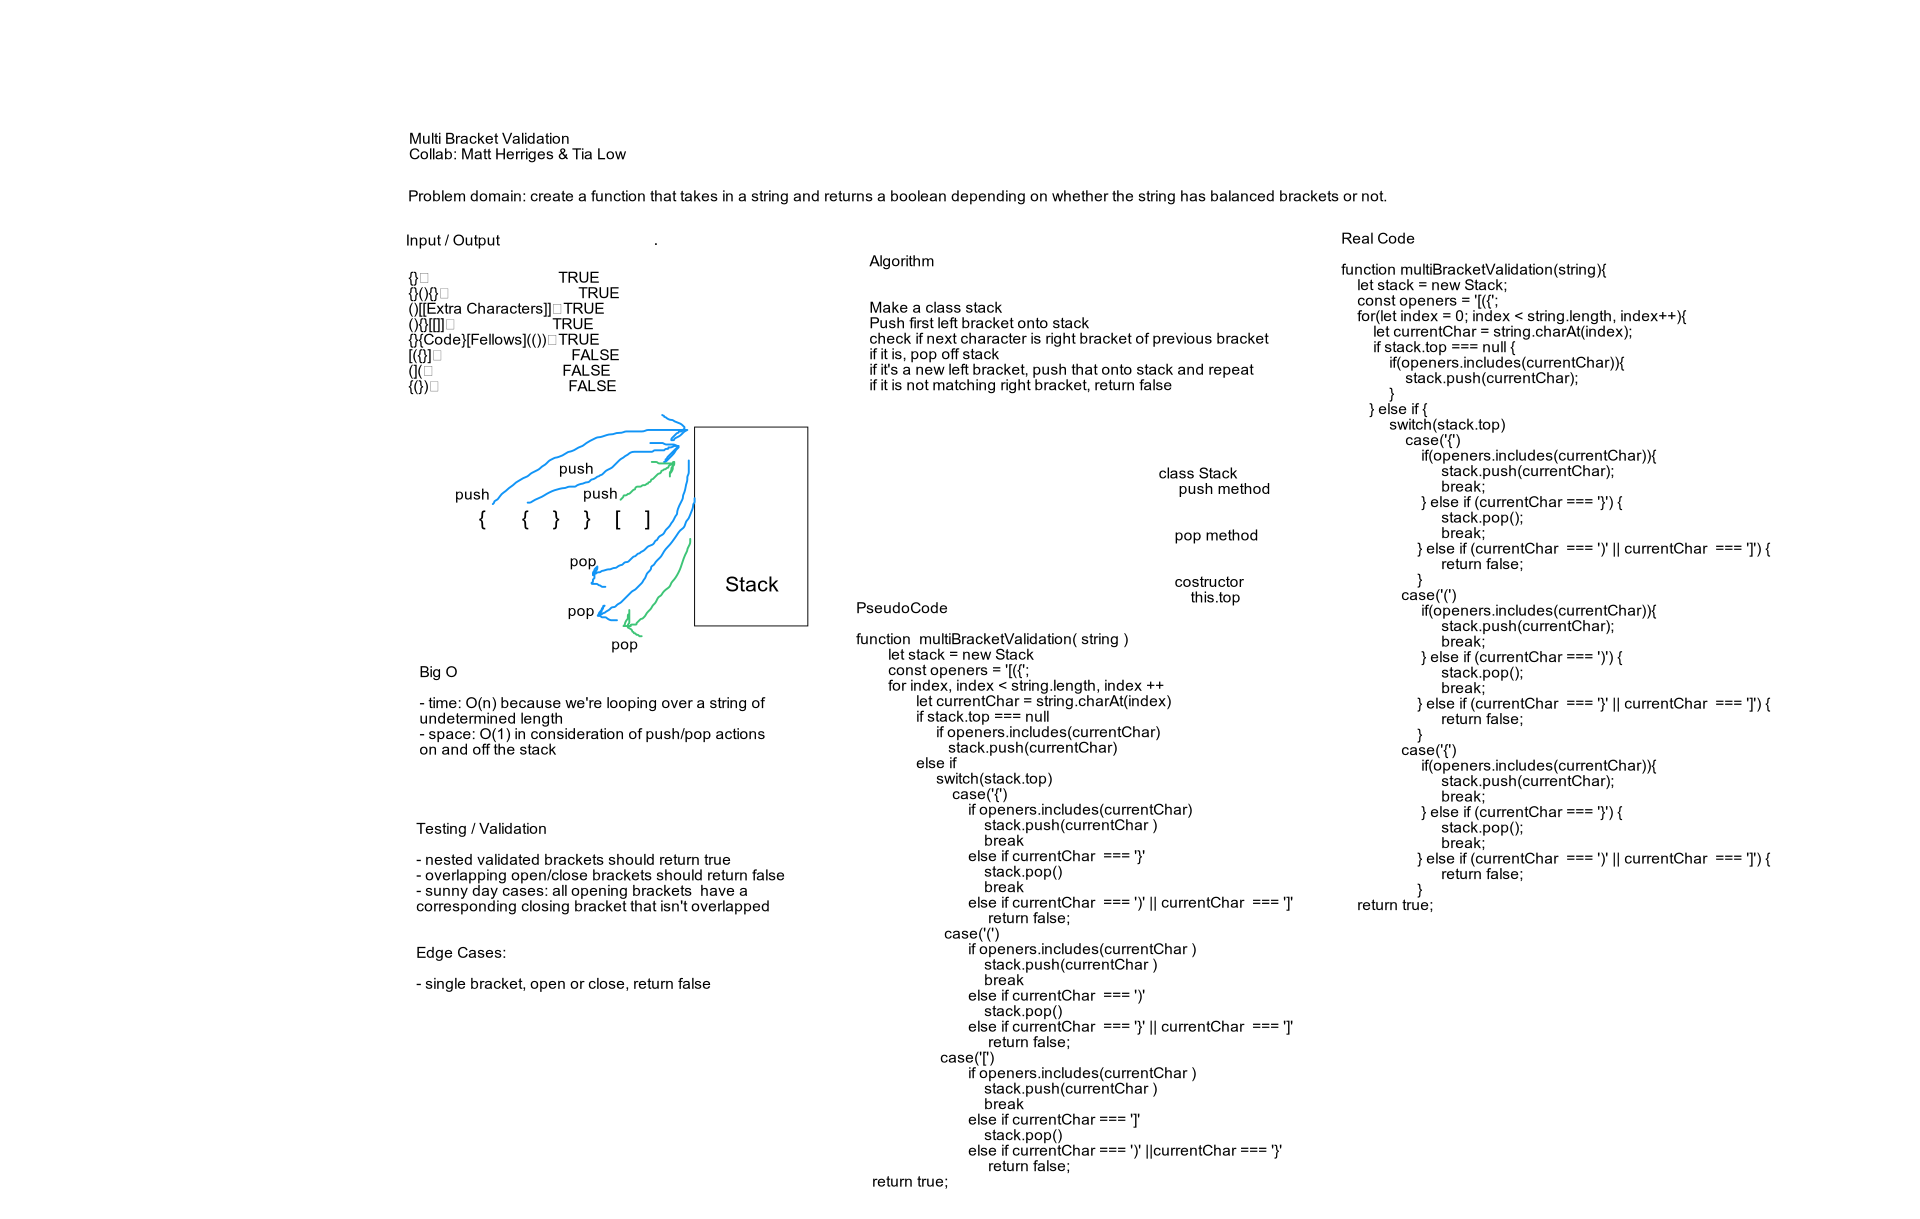 Multi Bracket Validation
Collab: Matt Herriges & Tia Low
Problem domain: create a function that takes in a string and returns a boolean depending on whether the string has balanced brackets or not.
Input / Output .
{} TRUE
{}(){} TRUE
()[[Extra Characters]] TRUE
(){}[[]] TRUE
{}{Code}[Fellows](()) TRUE
[({}] FALSE
(]( FALSE
{(}) FALSE
push
push
push
{ { } } [ ]
pop
pop
pop
Stack
Big O
- time: O(n) because we're looping over a string of
undetermined length
- space: O(1) in consideration of push/pop actions
on and off the stack
Testing / Validation
- nested validated brackets should return true
- overlapping open/close brackets should return false
- sunny day cases: all opening brackets  have a
corresponding closing bracket that isn't overlapped
Edge Cases:
- single bracket, open or close, return false
Algorithm
Make a class stack
Push first left bracket onto stack
check if next character is right bracket of previous bracket
if it is, pop off stack
if it's a new left bracket, push that onto stack and repeat
if it is not matching right bracket, return false
class Stack
push method
pop method
costructor
this.top
PseudoCode
function  multiBracketValidation( string )
let stack = new Stack
const openers = '[({';
for index, index < string.length, index ++
let currentChar = string.charAt(index)
if stack.top === null
if openers.includes(currentChar)
stack.push(currentChar)
else if
switch(stack.top)
case('{')
if openers.includes(currentChar)
stack.push(currentChar )
break
else if currentChar  === '}'
stack.pop()
break
else if currentChar  === ')' || currentChar  === ']'
return false;
case('(')
if openers.includes(currentChar )
stack.push(currentChar )
break
else if currentChar  === ')'
stack.pop()
else if currentChar  === '}' || currentChar  === ']'
return false;
case('[')
if openers.includes(currentChar )
stack.push(currentChar )
break
else if currentChar === ']'
stack.pop()
else if currentChar === ')' ||currentChar === '}'
return false;
return true;
Real Code
function multiBracketValidation(string){
let stack = new Stack;
const openers = '[({';
for(let index = 0; index < string.length, index++){
let currentChar = string.charAt(index);
if stack.top === null {
if(openers.includes(currentChar)){
stack.push(currentChar);
}
} else if {
switch(stack.top)
case('{')
if(openers.includes(currentChar)){
stack.push(currentChar);
break;
} else if (currentChar === '}') {
stack.pop();
break;
} else if (currentChar  === ')' || currentChar  === ']') {
return false;
}
case('(')
if(openers.includes(currentChar)){
stack.push(currentChar);
break;
} else if (currentChar === ')') {
stack.pop();
break;
} else if (currentChar  === '}' || currentChar  === ']') {
return false;
}
case('{')
if(openers.includes(currentChar)){
stack.push(currentChar);
break;
} else if (currentChar === '}') {
stack.pop();
break;
} else if (currentChar  === ')' || currentChar  === ']') {
return false;
}
return true;